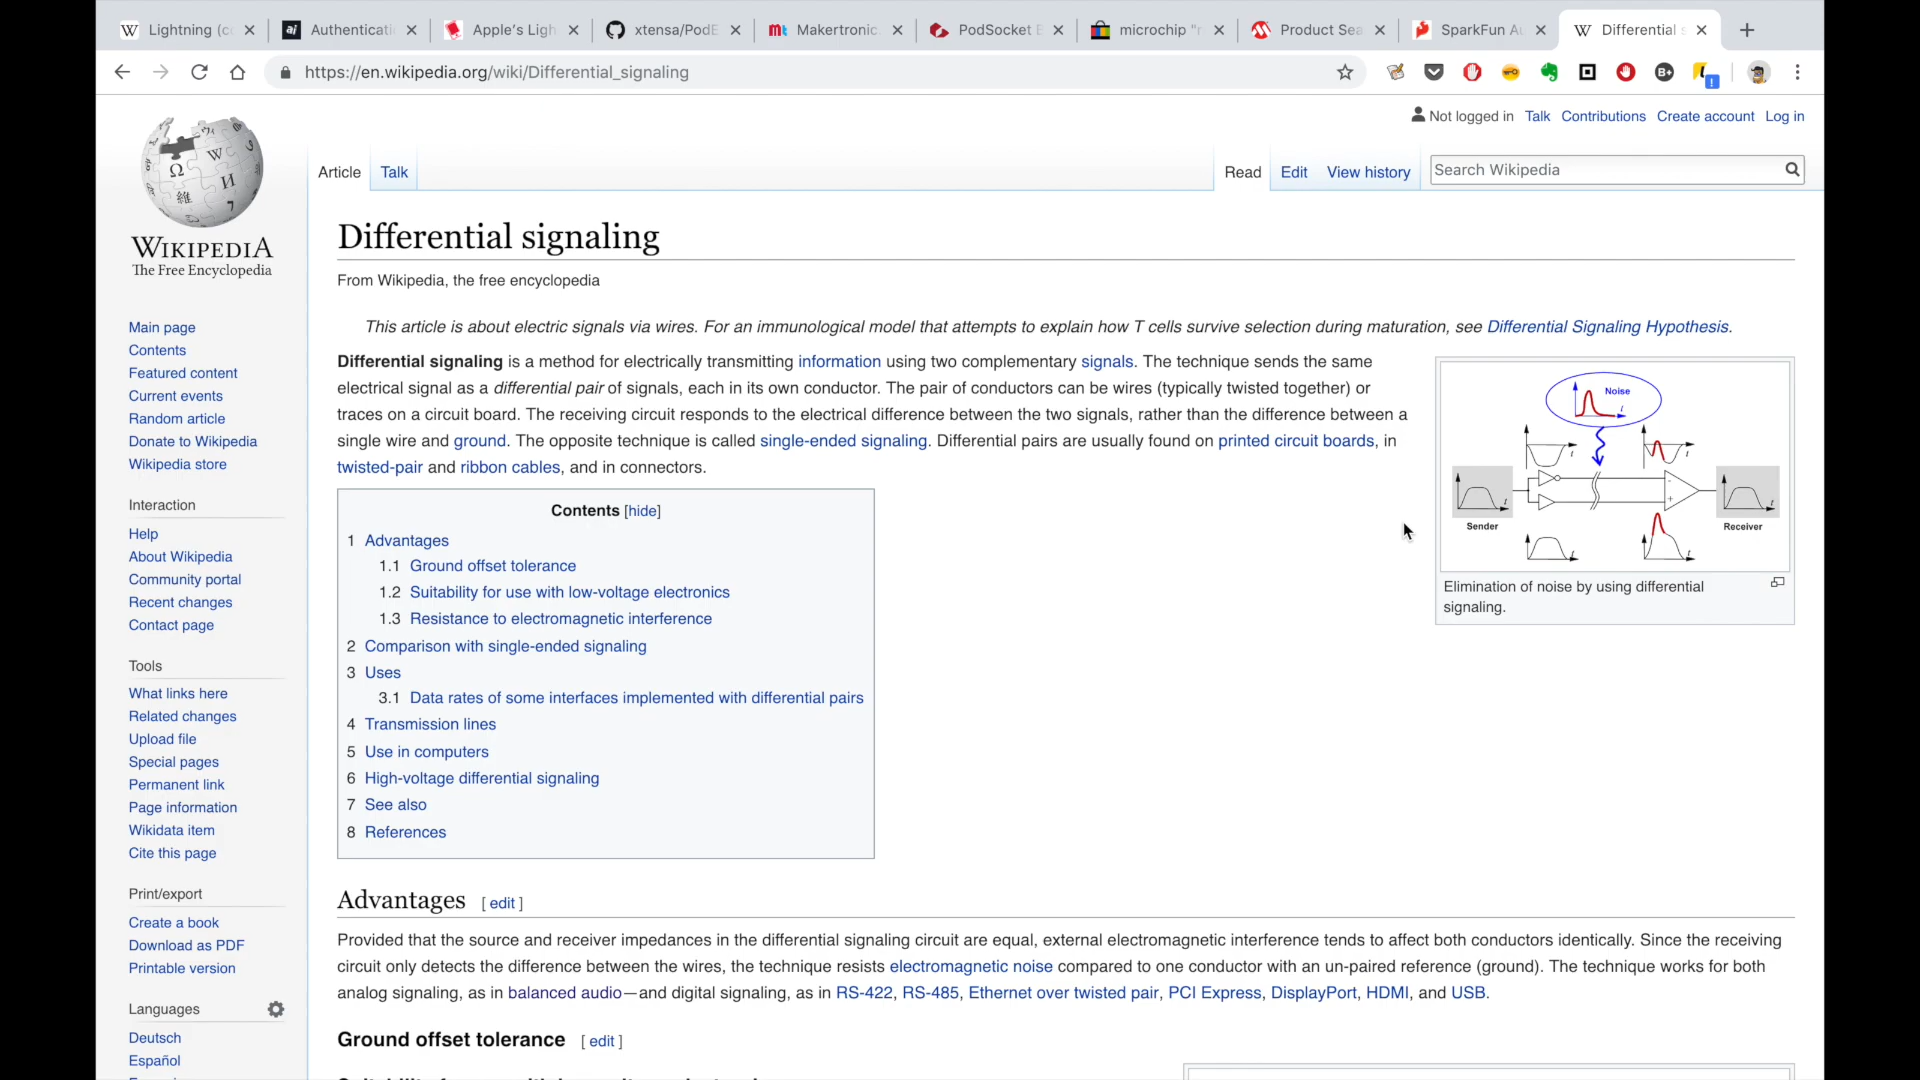 Lightning (c
Authenticati
Apple's Ligh
xtensa/PodE
Makertronic
PodSocket E
microchip "r
Product Sea
SparkFun Au
Differential s
https://en.wikipedia.org/wiki/Differential_signaling
Not logged in Talk Contributions Create account Log in
Article Talk Read Edit View history Search Wikipedia
WIKIPEDIA
The Free Encyclopedia
Main page
Contents
Featured content
Current events
Random article
Donate to Wikipedia
Wikipedia store
Interaction
Help
About Wikipedia
Community portal
Recent changes
Contact page
Tools
What links here
Related changes
Upload file
Special pages
Permanent link
Page information
Wikidata item
Cite this page
Print/export
Create a book
Download as PDF
Printable version
Languages
Deutsch
Español
Differential signaling
From Wikipedia, the free encyclopedia
This article is about electric signals via wires. For an immunological model that attempts to explain how T cells survive selection during maturation, see Differential Signaling Hypothesis.
Differential signaling is a method for electrically transmitting information using two complementary signals. The technique sends the same
electrical signal as a differential pair of signals, each in its own conductor. The pair of conductors can be wires (typically twisted together) or
traces on a circuit board. The receiving circuit responds to the electrical difference between the two signals, rather than the difference between a
single wire and ground. The opposite technique is called single-ended signaling. Differential pairs are usually found on printed circuit boards, in
twisted-pair and ribbon cables, and in connectors.
Noise
Sender
Receiver
Elimination of noise by using differential
signaling.
Contents [hide]
1 Advantages
1.1 Ground offset tolerance
1.2 Suitability for use with low-voltage electronics
1.3 Resistance to electromagnetic interference
2 Comparison with single-ended signaling
3 Uses
3.1 Data rates of some interfaces implemented with differential pairs
4 Transmission lines
5 Use in computers
6 High-voltage differential signaling
7 See also
8 References
Advantages [ edit ]
Provided that the source and receiver impedances in the differential signaling circuit are equal, external electromagnetic interference tends to affect both conductors identically. Since the receiving
circuit only detects the difference between the wires, the technique resists electromagnetic noise compared to one conductor with an un-paired reference (ground). The technique works for both
analog signaling, as in balanced audio—and digital signaling, as in RS-422, RS-485, Ethernet over twisted pair, PCI Express, DisplayPort, HDMI, and USB.
Ground offset tolerance [ edit ]